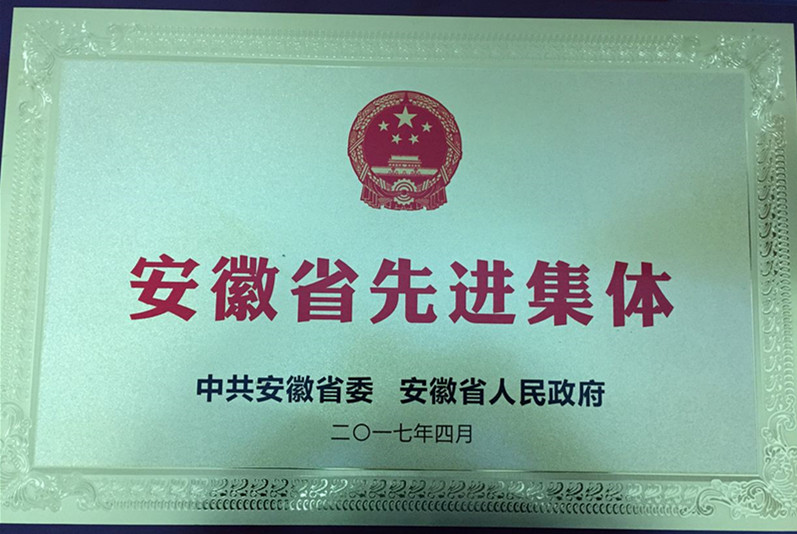 安徽省先进集体
中共安徽省委 安徽省人民政府
二〇一七年四月